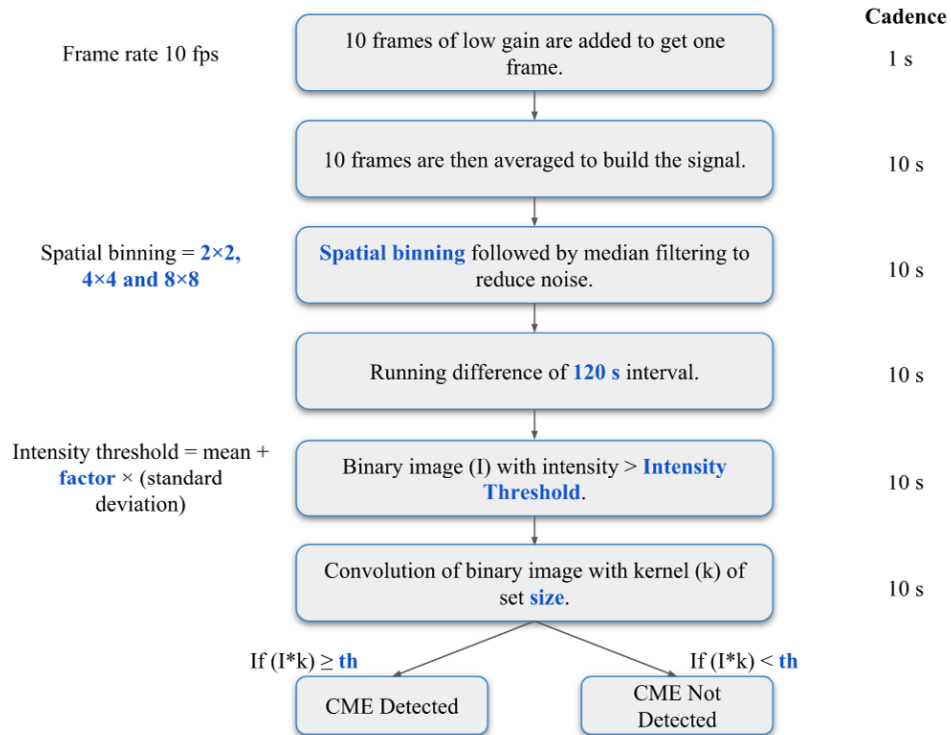 Cadence
Frame rate 10 fps
10 frames of low gain are added to get one
frame.
1 s
10 frames are then averaged to build the signal.
10 s
Spatial binning = 2×2,
4×4 and 8×8
Spatial binning followed by median filtering to
reduce noise.
10 s
Running difference of 120 s interval.
10 s
Intensity threshold = mean +
factor × (standard
deviation)
Binary image (I) with intensity > Intensity
Threshold.
10 s
Convolution of binary image with kernel (k) of
set size.
10 s
If (I*k) ≥ th
If (I*k) < th
CME Detected
CME Not
Detected